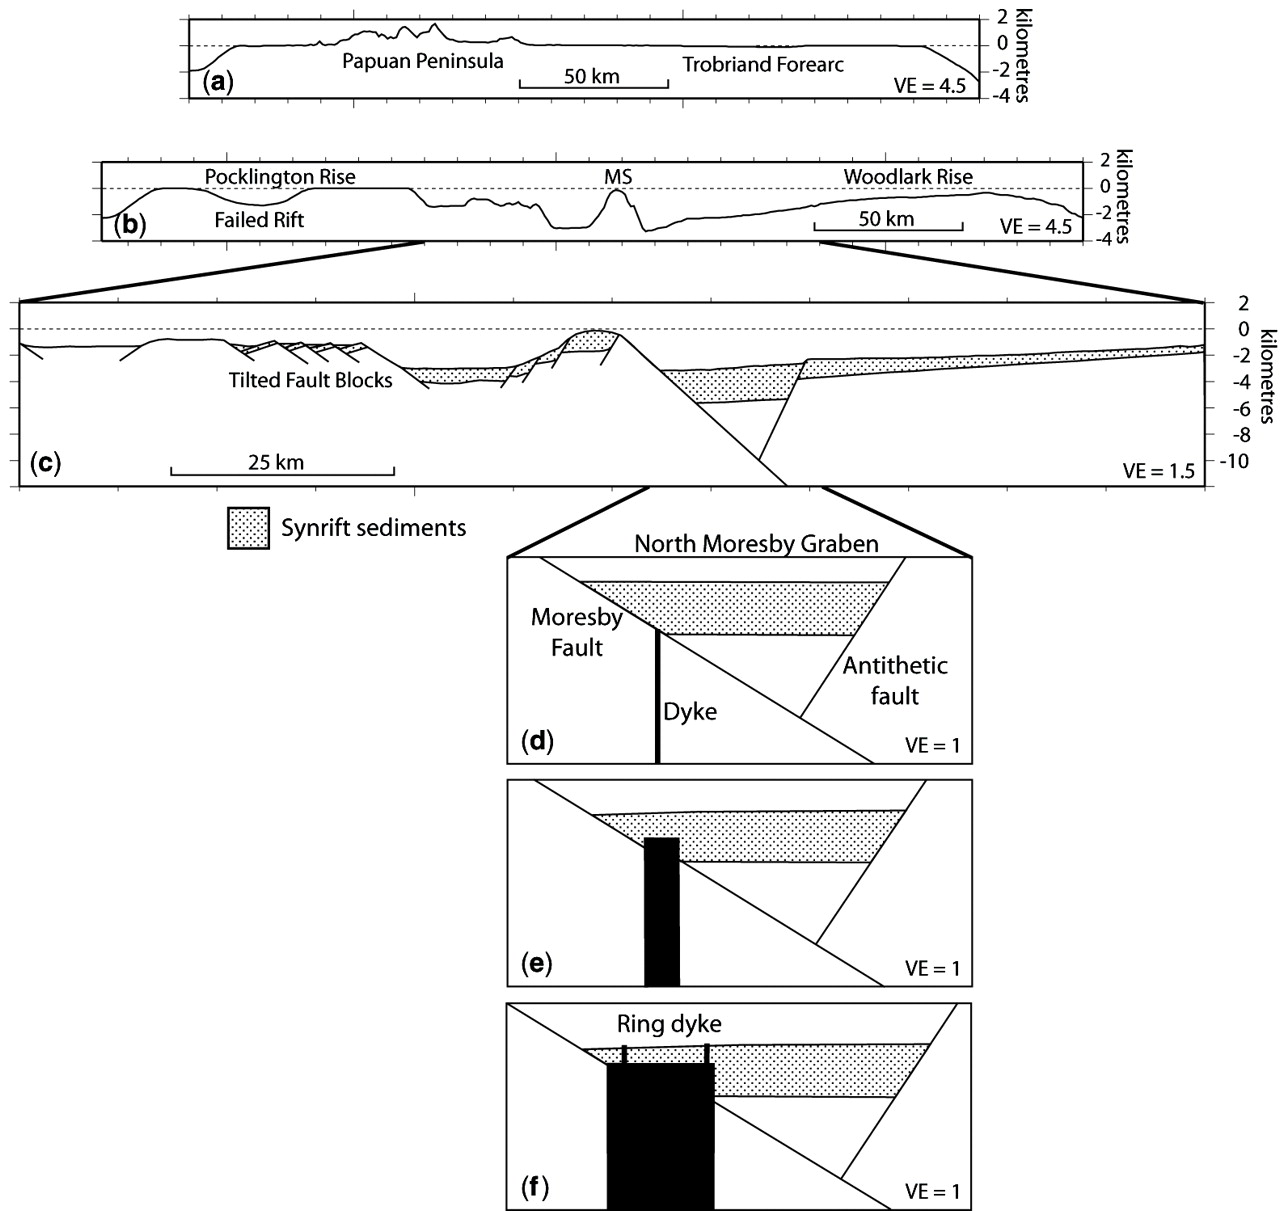 2
0
-2
-4
kilometres
Papuan Peninsula
Trobriand Forearc
50 km
(a)
VE = 4.5
Pocklington Rise
MS
Woodlark Rise
2
0
-2
-4
kilometres
Failed Rift
50 km
(b)
VE = 4.5
2
0
-2
-4
-6
-8
-10
kilometres
Tilted Fault Blocks
25 km
(c)
VE = 1.5
Synrift sediments
North Moresby Graben
Moresby
Fault
Antithetic
fault
Dyke
(d)
VE = 1
(e)
VE = 1
Ring dyke
(f)
VE = 1